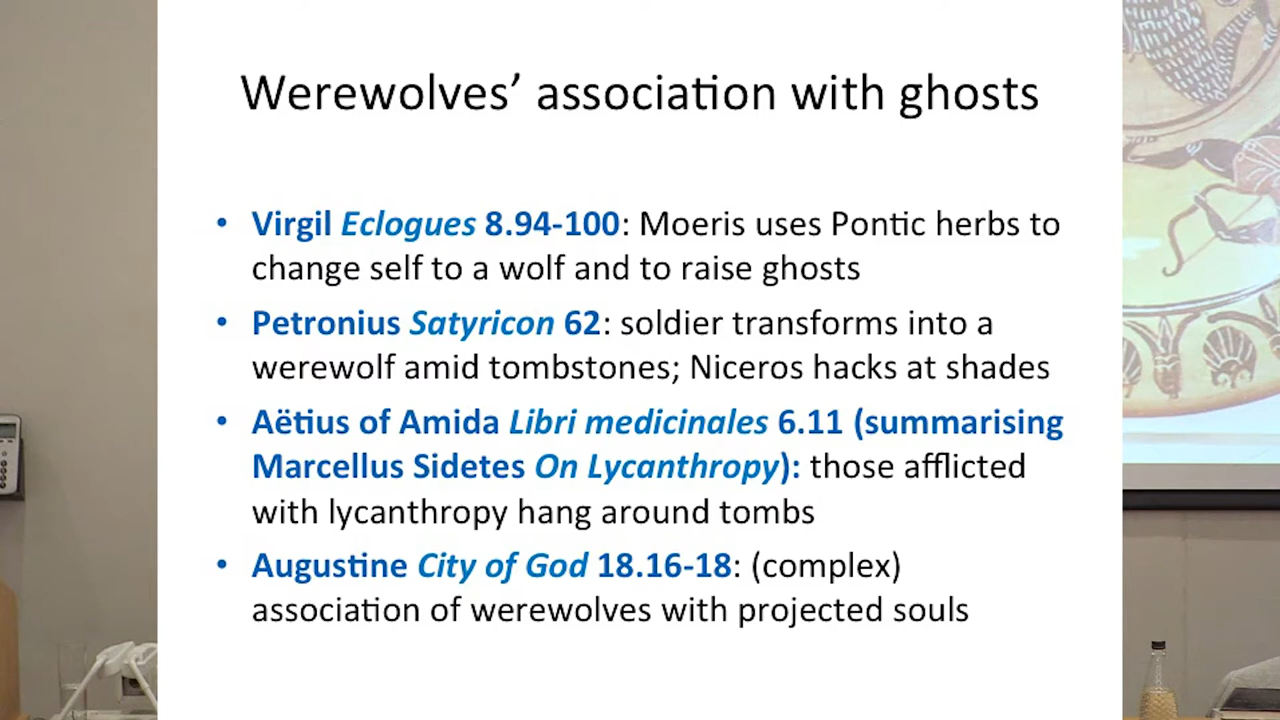 Werewolves’ association with ghosts
• Virgil Eclogues 8.94-100: Moeris uses Pontic herbs to
change self to a wolf and to raise ghosts
• Petronius Satyricon 62: soldier transforms into a
werewolf amid tombstones; Niceros hacks at shades
• Aëtius of Amida Libri medicinales 6.11 (summarising
Marcellus Sidetes On Lycanthropy): those afflicted
with lycanthropy hang around tombs
• Augustine City of God 18.16-18: (complex)
association of werewolves with projected souls